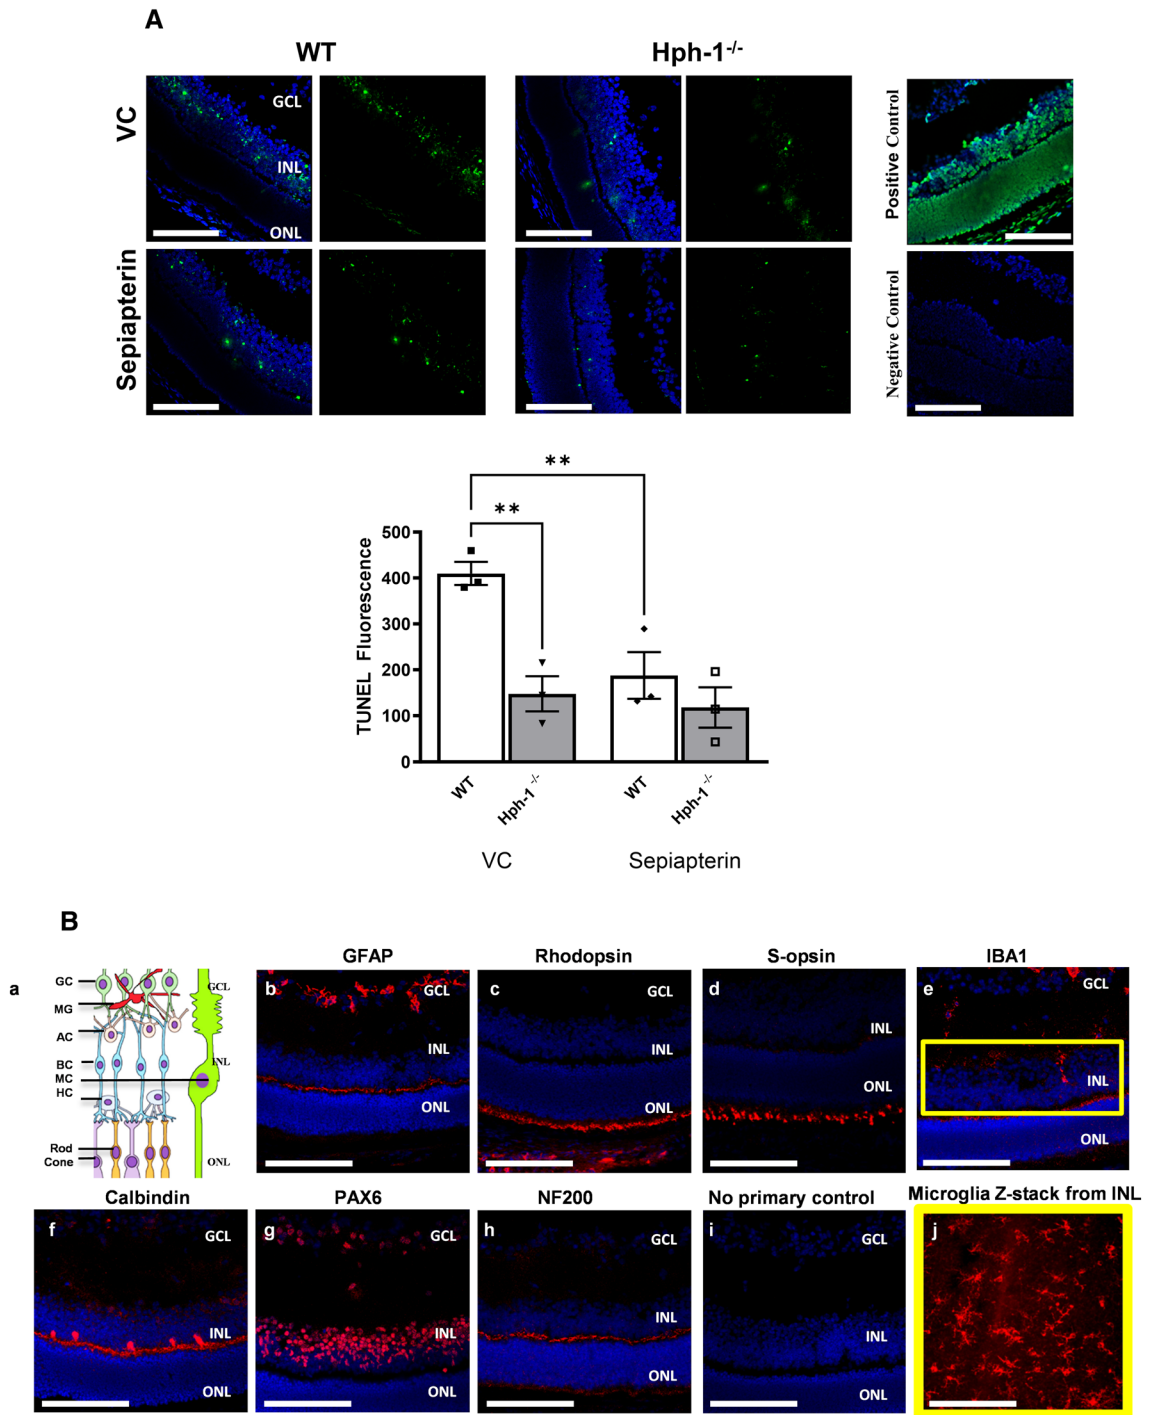 A
WT
Hph-1-/-
VC
GCL
INL
ONL
Positive Control
Sepiapterin
Negative Control
**
**
TUNEL Fluorescence
500
400
300
200
100
0
WT
Hph-1 -/-
WT
Hph-1 -/-
VC
Sepiapterin
B
GFAP
Rhodopsin
S-opsin
IBA1
a
GC
MG
AC
BC
MC
HC
Rod
Cone
GCL
INL
ONL
b
GCL
INL
ONL
c
GCL
INL
ONL
d
INL
ONL
e
GCL
INL
ONL
Calbindin
PAX6
NF200
No primary control
Microglia Z-stack from INL
f
GCL
INL
ONL
g
GCL
INL
ONL
h
GCL
INL
ONL
i
GCL
INL
ONL
j